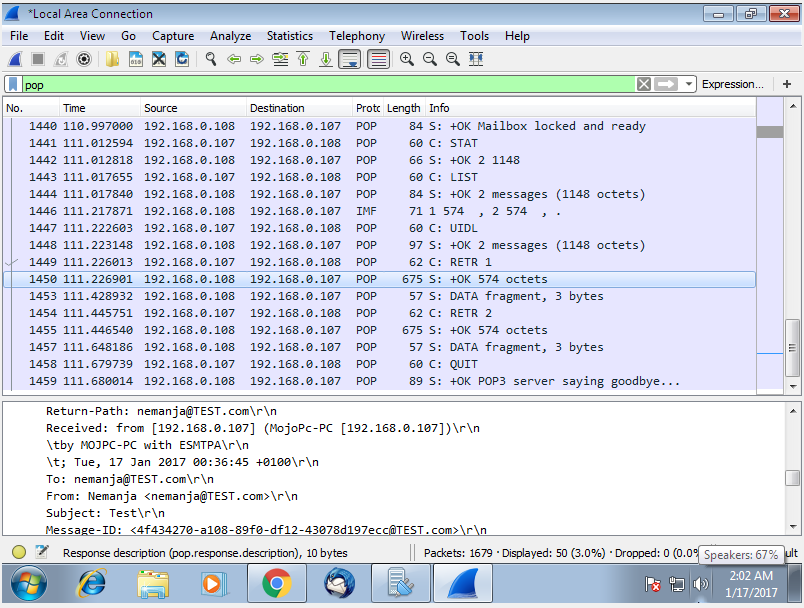 *Local Area Connection
File Edit View Go Capture Analyze Statistics Telephony Wireless Tools Help
pop Expression... +
No. Time Source Destination Protc Length Info
1440 110.997000 192.168.0.108 192.168.0.107 POP 84 S: +OK Mailbox locked and ready
1441 111.012594 192.168.0.107 192.168.0.108 POP 60 C: STAT
1442 111.012818 192.168.0.108 192.168.0.107 POP 66 S: +OK 2 1148
1443 111.017655 192.168.0.107 192.168.0.108 POP 60 C: LIST
1444 111.017840 192.168.0.108 192.168.0.107 POP 84 S: +OK 2 messages (1148 octets)
1446 111.217871 192.168.0.108 192.168.0.107 IMF 71 1 574 , 2 574 , .
1447 111.222603 192.168.0.107 192.168.0.108 POP 60 C: UIDL
1448 111.223148 192.168.0.108 192.168.0.107 POP 97 S: +OK 2 messages (1148 octets)
1449 111.226013 192.168.0.107 192.168.0.108 POP 62 C: RETR 1
1450 111.226901 192.168.0.108 192.168.0.107 POP 675 S: +OK 574 octets
1453 111.428932 192.168.0.108 192.168.0.107 POP 57 S: DATA fragment, 3 bytes
1454 111.445751 192.168.0.107 192.168.0.108 POP 62 C: RETR 2
1455 111.446540 192.168.0.108 192.168.0.107 POP 675 S: +OK 574 octets
1457 111.648186 192.168.0.108 192.168.0.107 POP 57 S: DATA fragment, 3 bytes
1458 111.679739 192.168.0.107 192.168.0.108 POP 60 C: QUIT
1459 111.680014 192.168.0.108 192.168.0.107 POP 89 S: +OK POP3 server saying goodbye...
Return-Path: nemanja@TEST.com\r\n
Received: from [192.168.0.107] (MojoPc-PC [192.168.0.107])\r\n
\tby MOJPC-PC with ESMTPA\r\n
\t; Tue, 17 Jan 2017 00:36:45 +0100\r\n
To: nemanja@TEST.com\r\n
From: Nemanja <nemanja@TEST.com>\r\n
Subject: Test\r\n
Message-ID: <4f434270-a108-89f0-df12-43078d197ecc@TEST.com>\r\n
Response description (pop.response.description), 10 bytes Packets: 1679 · Displayed: 50 (3.0%) · Dropped: 0 (0.0% ult
Speakers: 67%
2:02 AM
1/17/2017